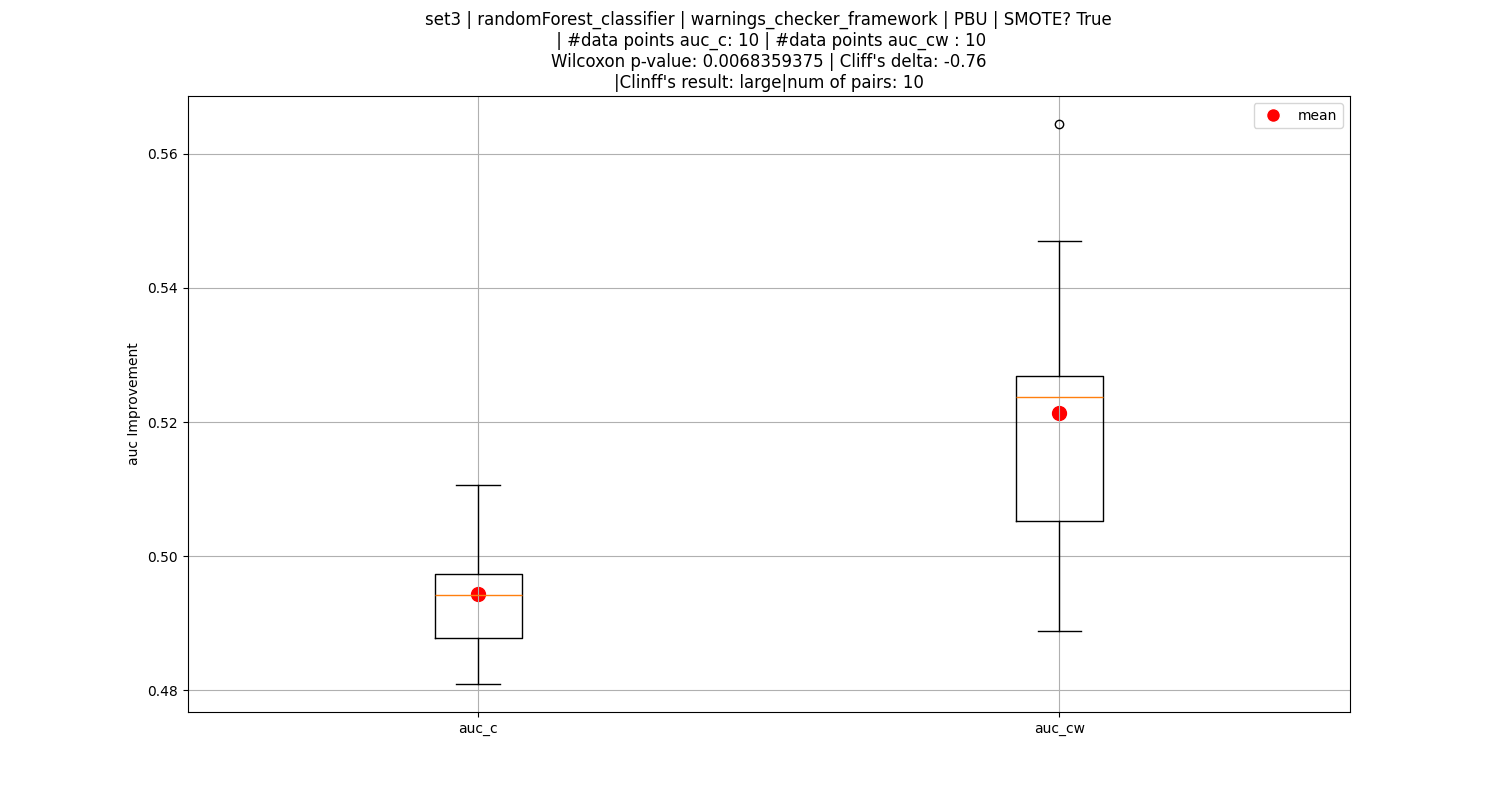 set3 | randomForest_classifier | warnings_checker_framework | PBU | SMOTE? True
| #data points auc_c: 10 | #data points auc_cw : 10
Wilcoxon p-value: 0.0068359375 | Cliff's delta: -0.76
|Clinff's result: large|num of pairs: 10
mean
0.56
0.54
0.52
0.50
0.48
auc Improvement
auc_c
auc_cw